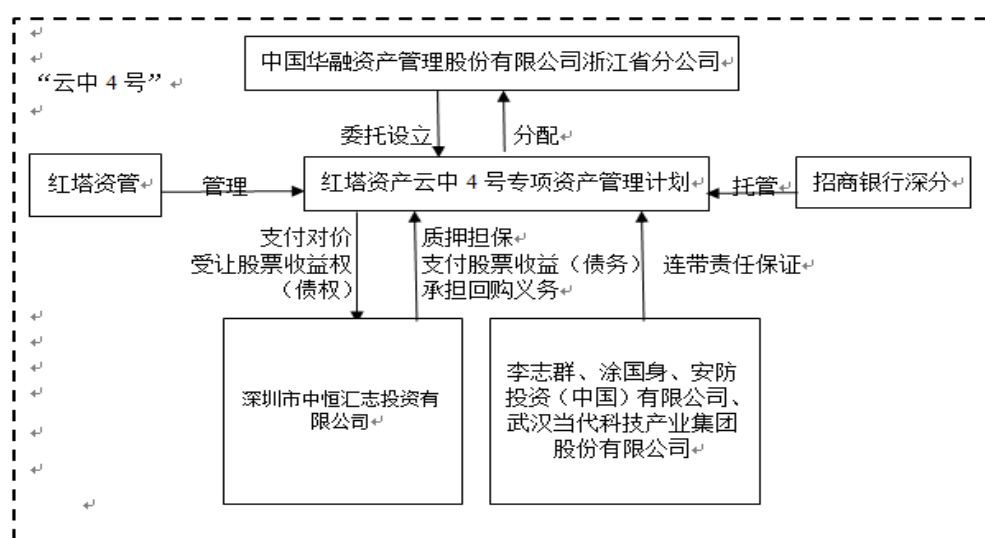 中国华融资产管理股份有限公司浙江省分公司
“云中 4 号”
委托设立
分配
红塔资管
管理
红塔资产云中 4 号专项资产管理计划
托管
招商银行深分
支付对价
受让股票收益权
（债权）
质押担保
支付股票收益（债务）
承担回购义务
连带责任保证
深圳市中恒汇志投资有
限公司
李志群、涂国身、安防
投资（中国）有限公司、
武汉当代科技产业集团
股份有限公司